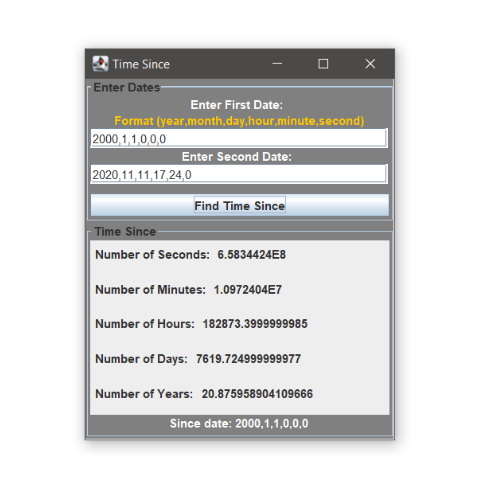 Time Since
Enter Dates
Enter First Date:
Format (year,month,day,hour,minute,second)
2000,1,1,0,0,0
Enter Second Date:
2020,11,11,17,24,0
Find Time Since
Time Since
Number of Seconds: 6.5834424E8
Number of Minutes: 1.0972404E7
Number of Hours: 182873.3999999985
Number of Days: 7619.724999999977
Number of Years: 20.875958904109666
Since date: 2000,1,1,0,0,0